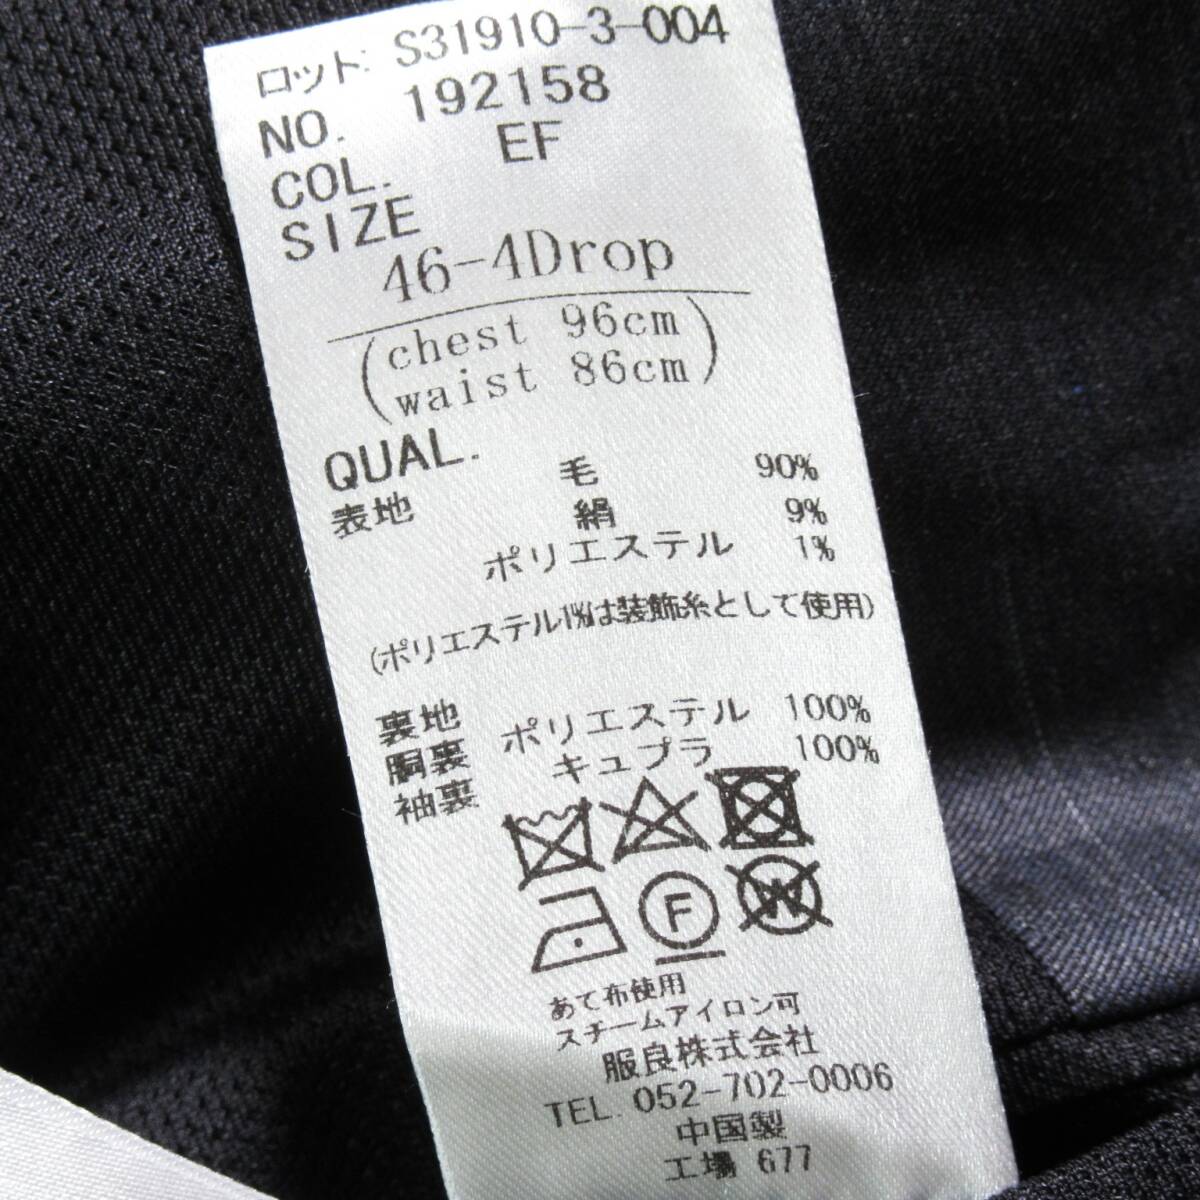 ロット: S31910-3-004
NO. 192158
COL. EF
SIZE
46-4Drop
(chest 96cm
waist 86cm)
QUAL.
表地 毛 90%
絹 9%
ポリエステル 1%
(ポリエステル1%は装飾糸として使用)
裏地
胴裏 ポリエステル 100%
袖裏 キュプラ 100%
F
W
あて布使用
スチームアイロン可
服良株式会社
TEL. 052-702-0006
中国製
工場 677